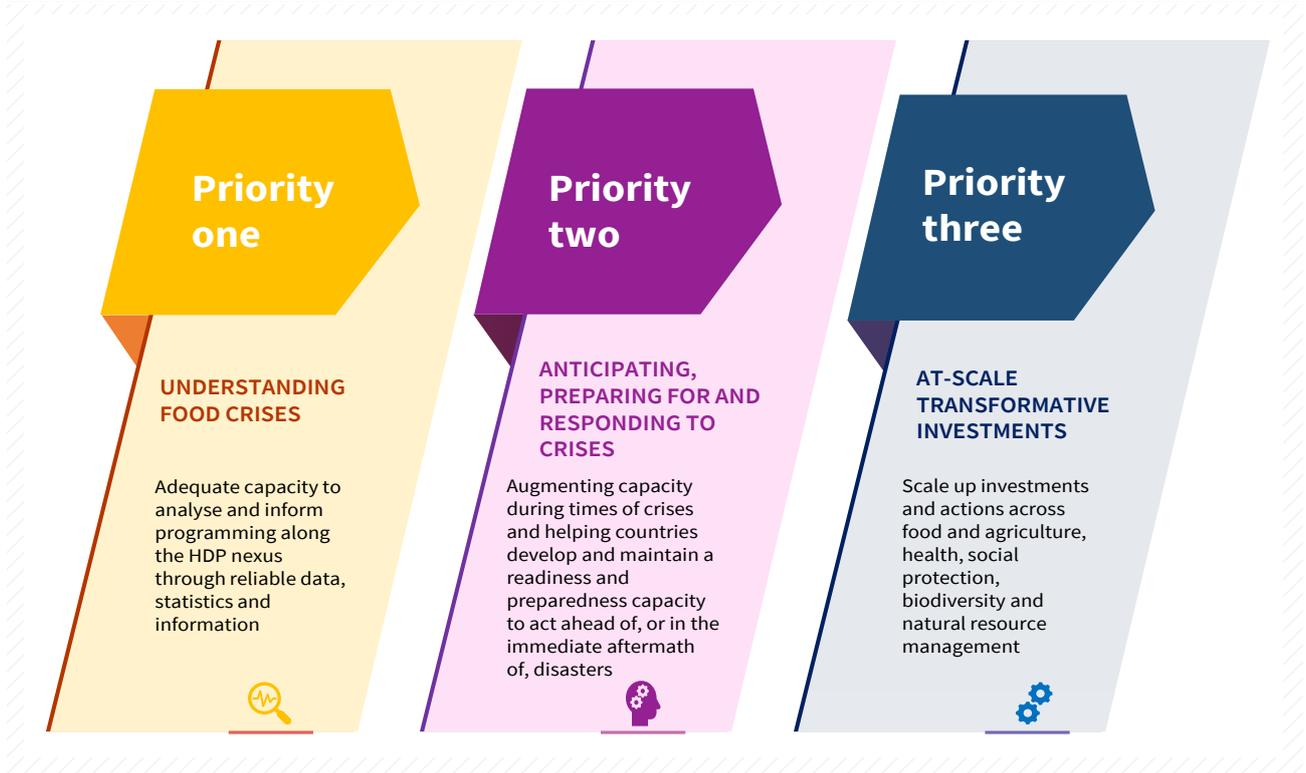 Priority
one
UNDERSTANDING
FOOD CRISES
Adequate capacity to
analyse and inform
programming along
the HDP nexus
through reliable data,
statistics and
information
Priority
two
ANTICIPATING,
PREPARING FOR AND
RESPONDING TO
CRISES
Augmenting capacity
during times of crises
and helping countries
develop and maintain a
readiness and
preparedness capacity
to act ahead of, or in the
immediate aftermath
of, disasters
Priority
three
AT-SCALE
TRANSFORMATIVE
INVESTMENTS
Scale up investments
and actions across
food and agriculture,
health, social
protection,
biodiversity and
natural resource
management